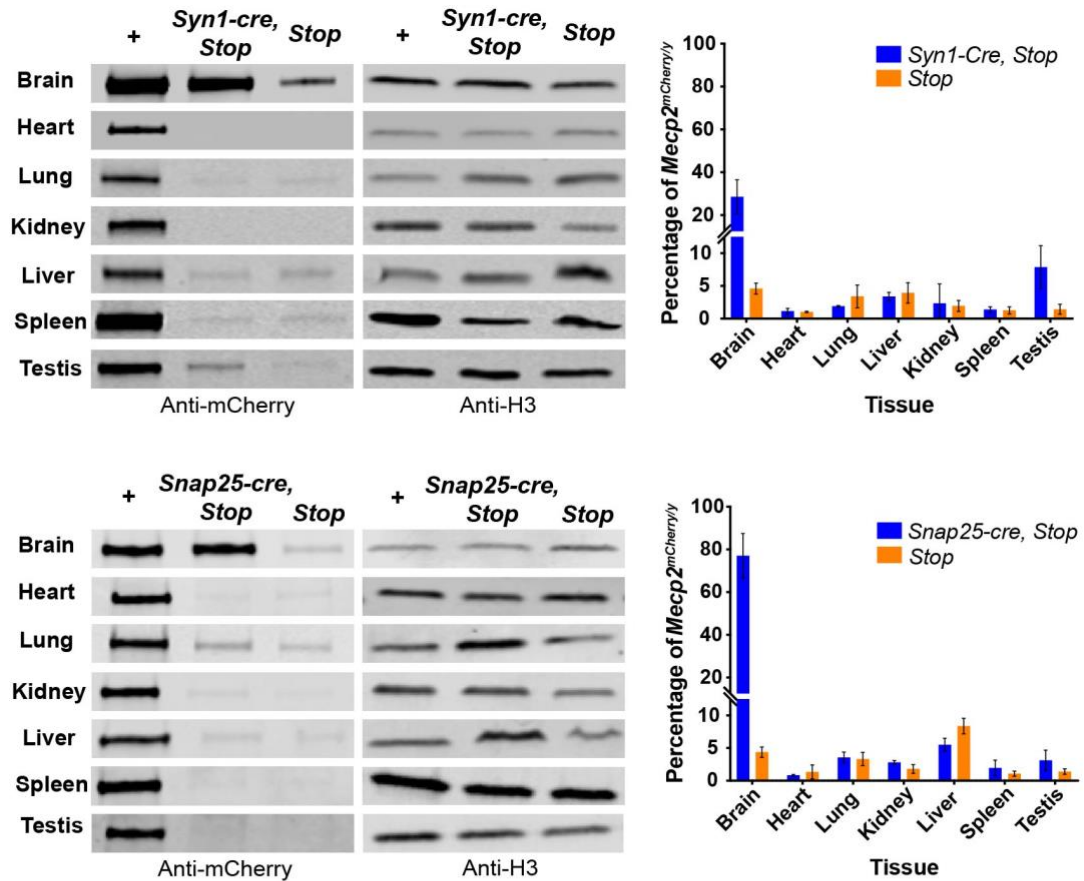 + Syn1-cre, Stop Stop + Syn1-cre, Stop Stop
Brain
Heart
Lung
Kidney
Liver
Spleen
Testis
Anti-mCherry Anti-H3
Percentage of Mecp2mCherry/y
100
80
60
40
20
10
5
0
Syn1-Cre, Stop
Stop
Brain Heart Lung Liver Kidney Spleen Testis
Tissue
+ Snap25-cre, Stop Stop + Snap25-cre, Stop Stop
Brain
Heart
Lung
Kidney
Liver
Spleen
Testis
Anti-mCherry Anti-H3
Percentage of Mecp2mCherry/y
100
80
60
40
20
10
5
0
Snap25-cre, Stop
Stop
Brain Heart Lung Kidney Liver Spleen Testis
Tissue